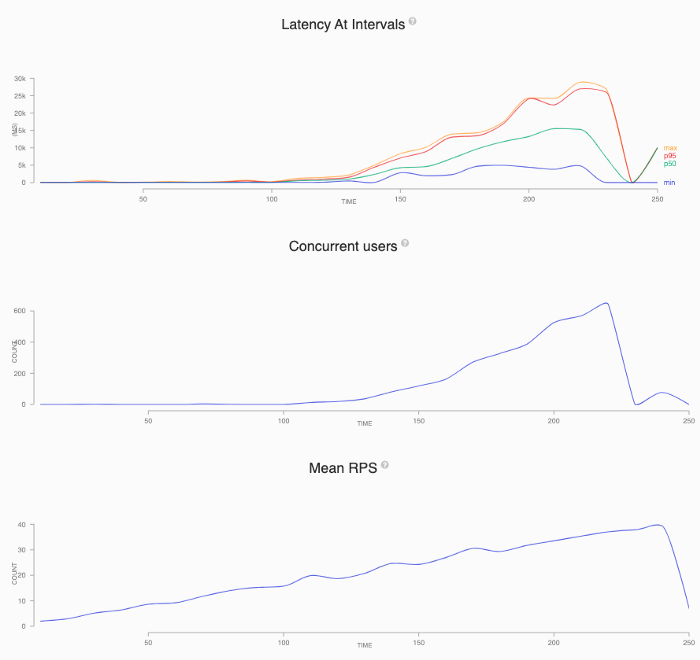 Latency At Intervals ?
30k
25k
20k
15k
10k
5k
0
(MS)
max
p95
p50
min
50
100
150
200
250
TIME
Concurrent users ?
600
400
200
0
COUNT
50
100
150
200
250
TIME
Mean RPS ?
40
30
20
10
0
COUNT
50
100
150
200
250
TIME